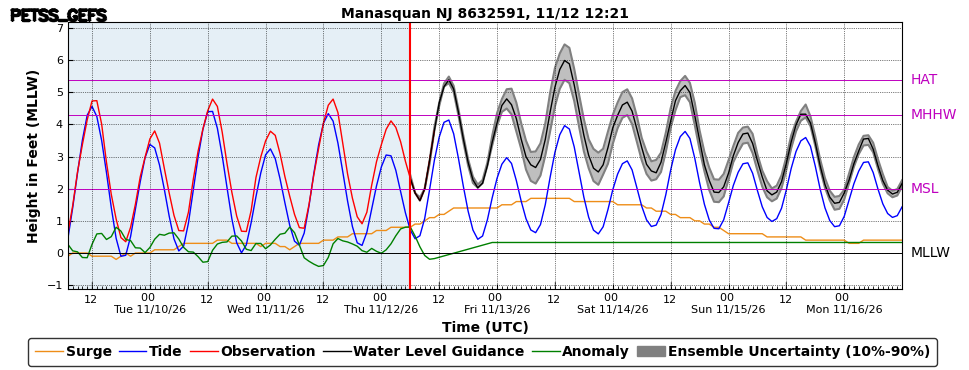 PETSS_GEFS
Manasquan NJ 8632591, 11/12 12:21
Height in Feet (MLLW)
7
6
5
4
3
2
1
0
−1
HAT
MHHW
MSL
MLLW
12 00 12 00 12 00 12 00 12 00 12 00 12 00
Tue 11/10/26 Wed 11/11/26 Thu 11/12/26 Fri 11/13/26 Sat 11/14/26 Sun 11/15/26 Mon 11/16/26
Time (UTC)
Surge Tide Observation Water Level Guidance Anomaly Ensemble Uncertainty (10%-90%)